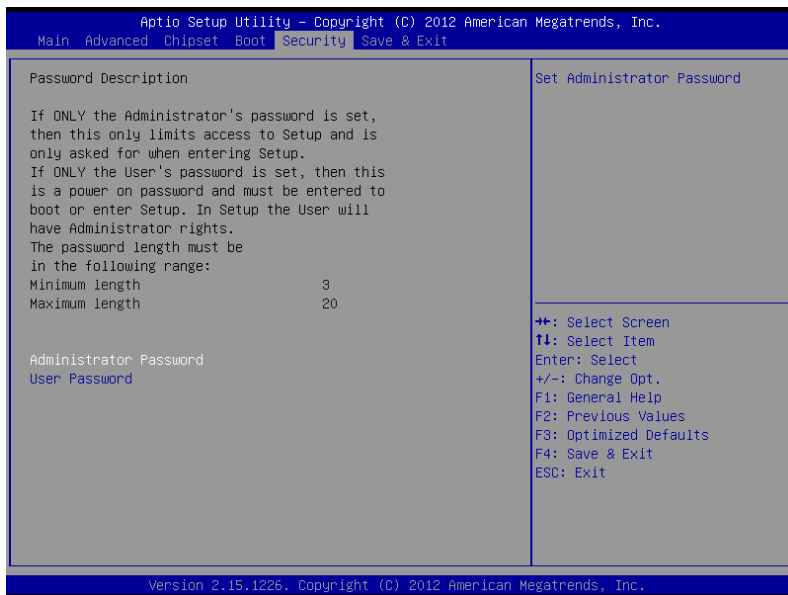 Aptio Setup Utility – Copyright (C) 2012 American Megatrends, Inc.
Main Advanced Chipset Boot Security Save & Exit
Password Description
If ONLY the Administrator's password is set,
then this only limits access to Setup and is
only asked for when entering Setup.
If ONLY the User's password is set, then this
is a power on password and must be entered to
boot or enter Setup. In Setup the User will
have Administrator rights.
The password length must be
in the following range:
Minimum length 3
Maximum length 20
Administrator Password
User Password
Set Administrator Password
→←: Select Screen
↑↓: Select Item
Enter: Select
+/-: Change Opt.
F1: General Help
F2: Previous Values
F3: Optimized Defaults
F4: Save & Exit
ESC: Exit
Version 2.15.1226. Copyright (C) 2012 American Megatrends, Inc.